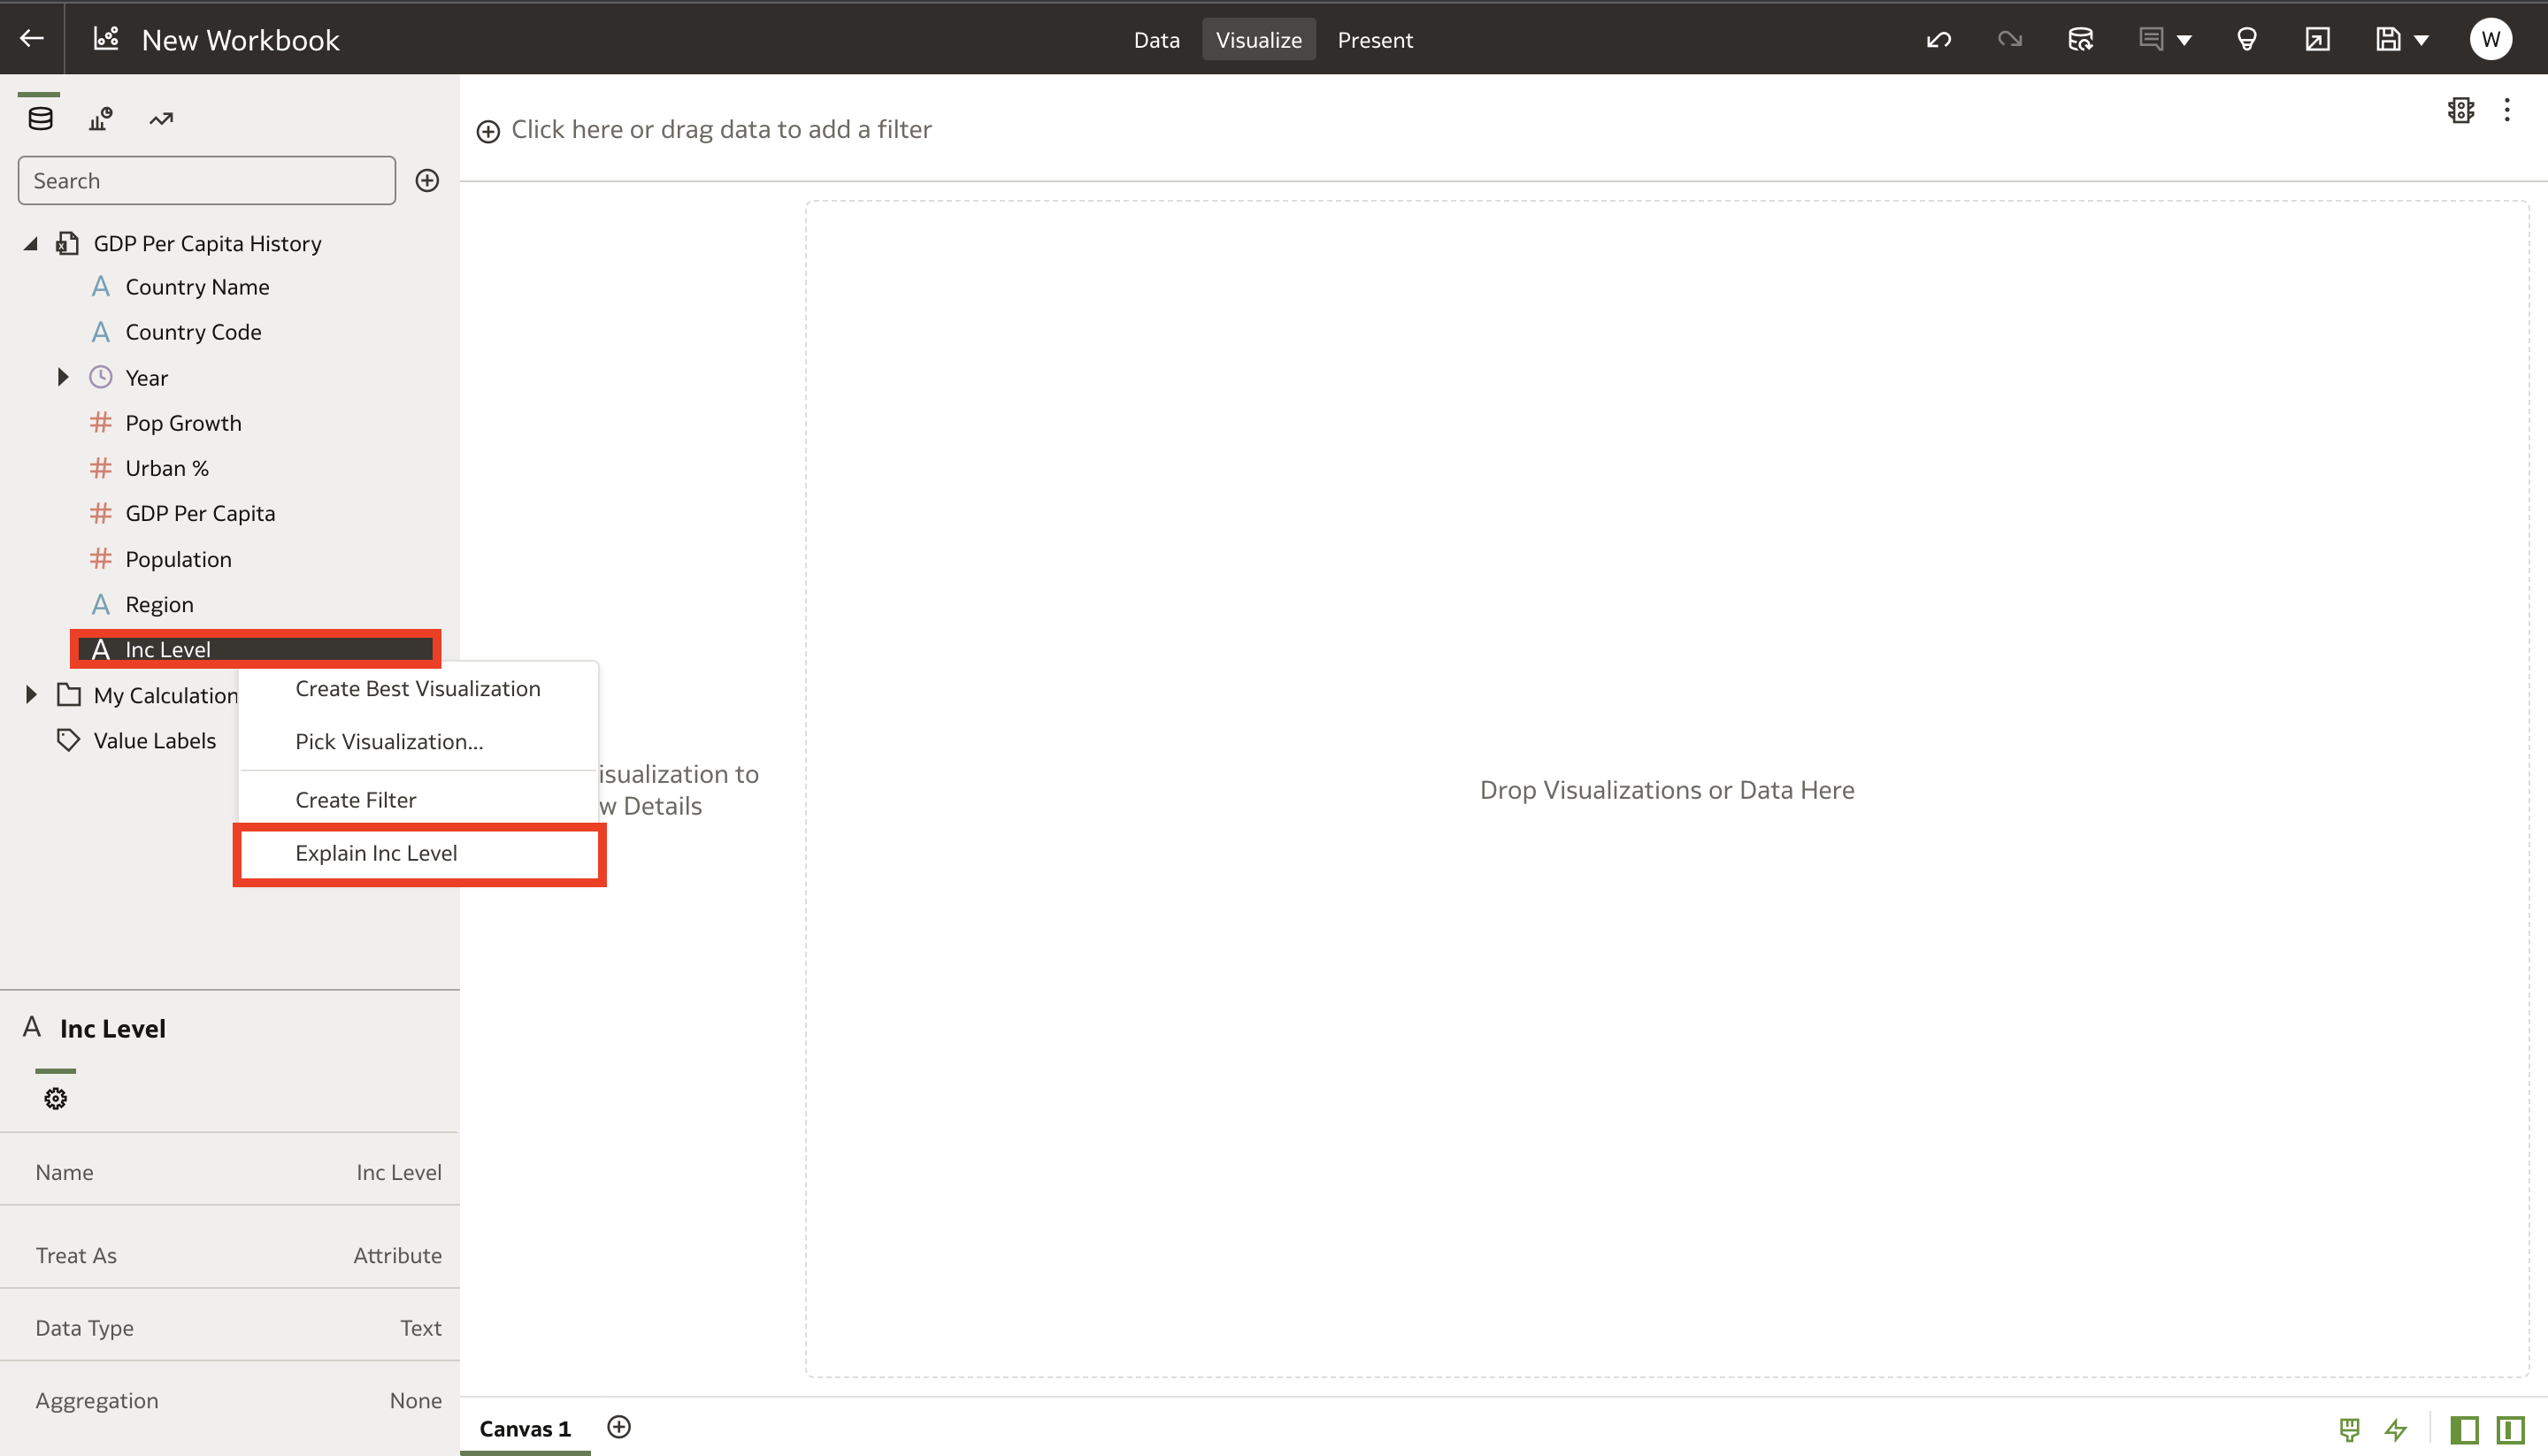 New Workbook
Data
Visualize
Present
W
Search
Click here or drag data to add a filter
GDP Per Capita History
A Country Name
A Country Code
Year
# Pop Growth
# Urban %
# GDP Per Capita
# Population
A Region
A Inc Level
My Calculation
Value Labels
Create Best Visualization
Pick Visualization...
Create Filter
Explain Inc Level
isualization to
w Details
Drop Visualizations or Data Here
A Inc Level
Name Inc Level
Treat As Attribute
Data Type Text
Aggregation None
Canvas 1